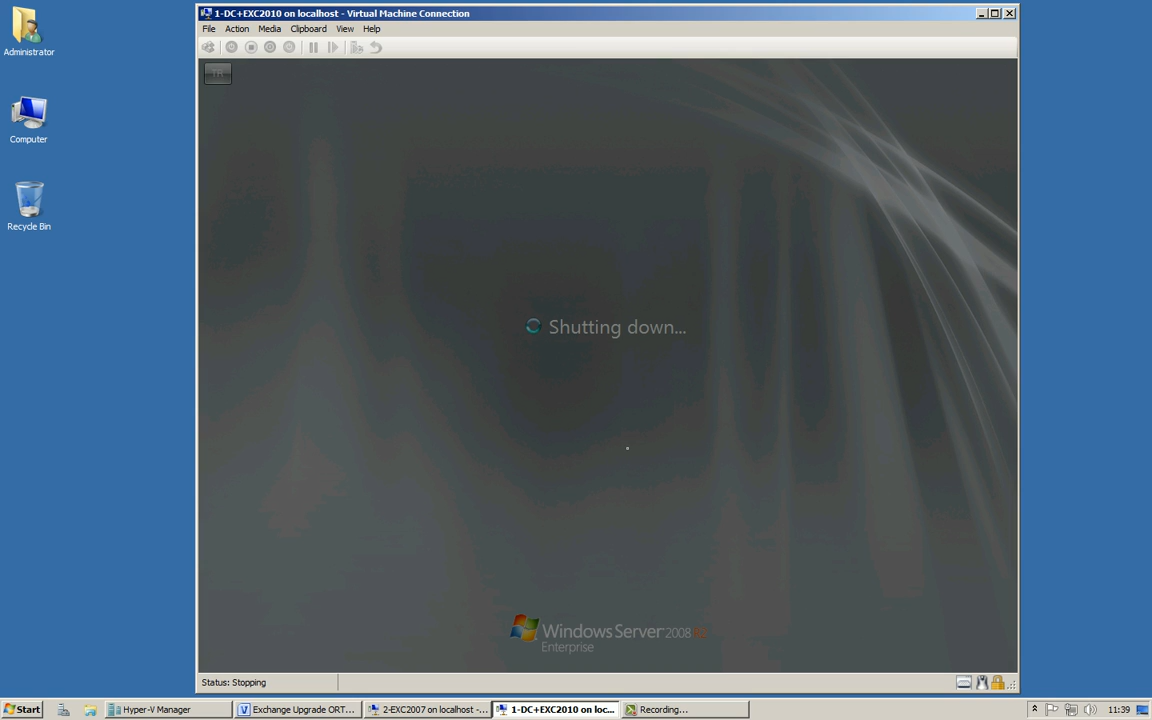 1-DC+EXC2010 on localhost - Virtual Machine Connection
File Action Media Clipboard View Help
Administrator
Computer
Recycle Bin
TR
Shutting down...
Windows Server 2008 R2
Enterprise
Status: Stopping
Start
Hyper-V Manager
Exchange Upgrade ORT...
2-EXC2007 on localhost -...
1-DC+EXC2010 on loc...
Recording...
11:39